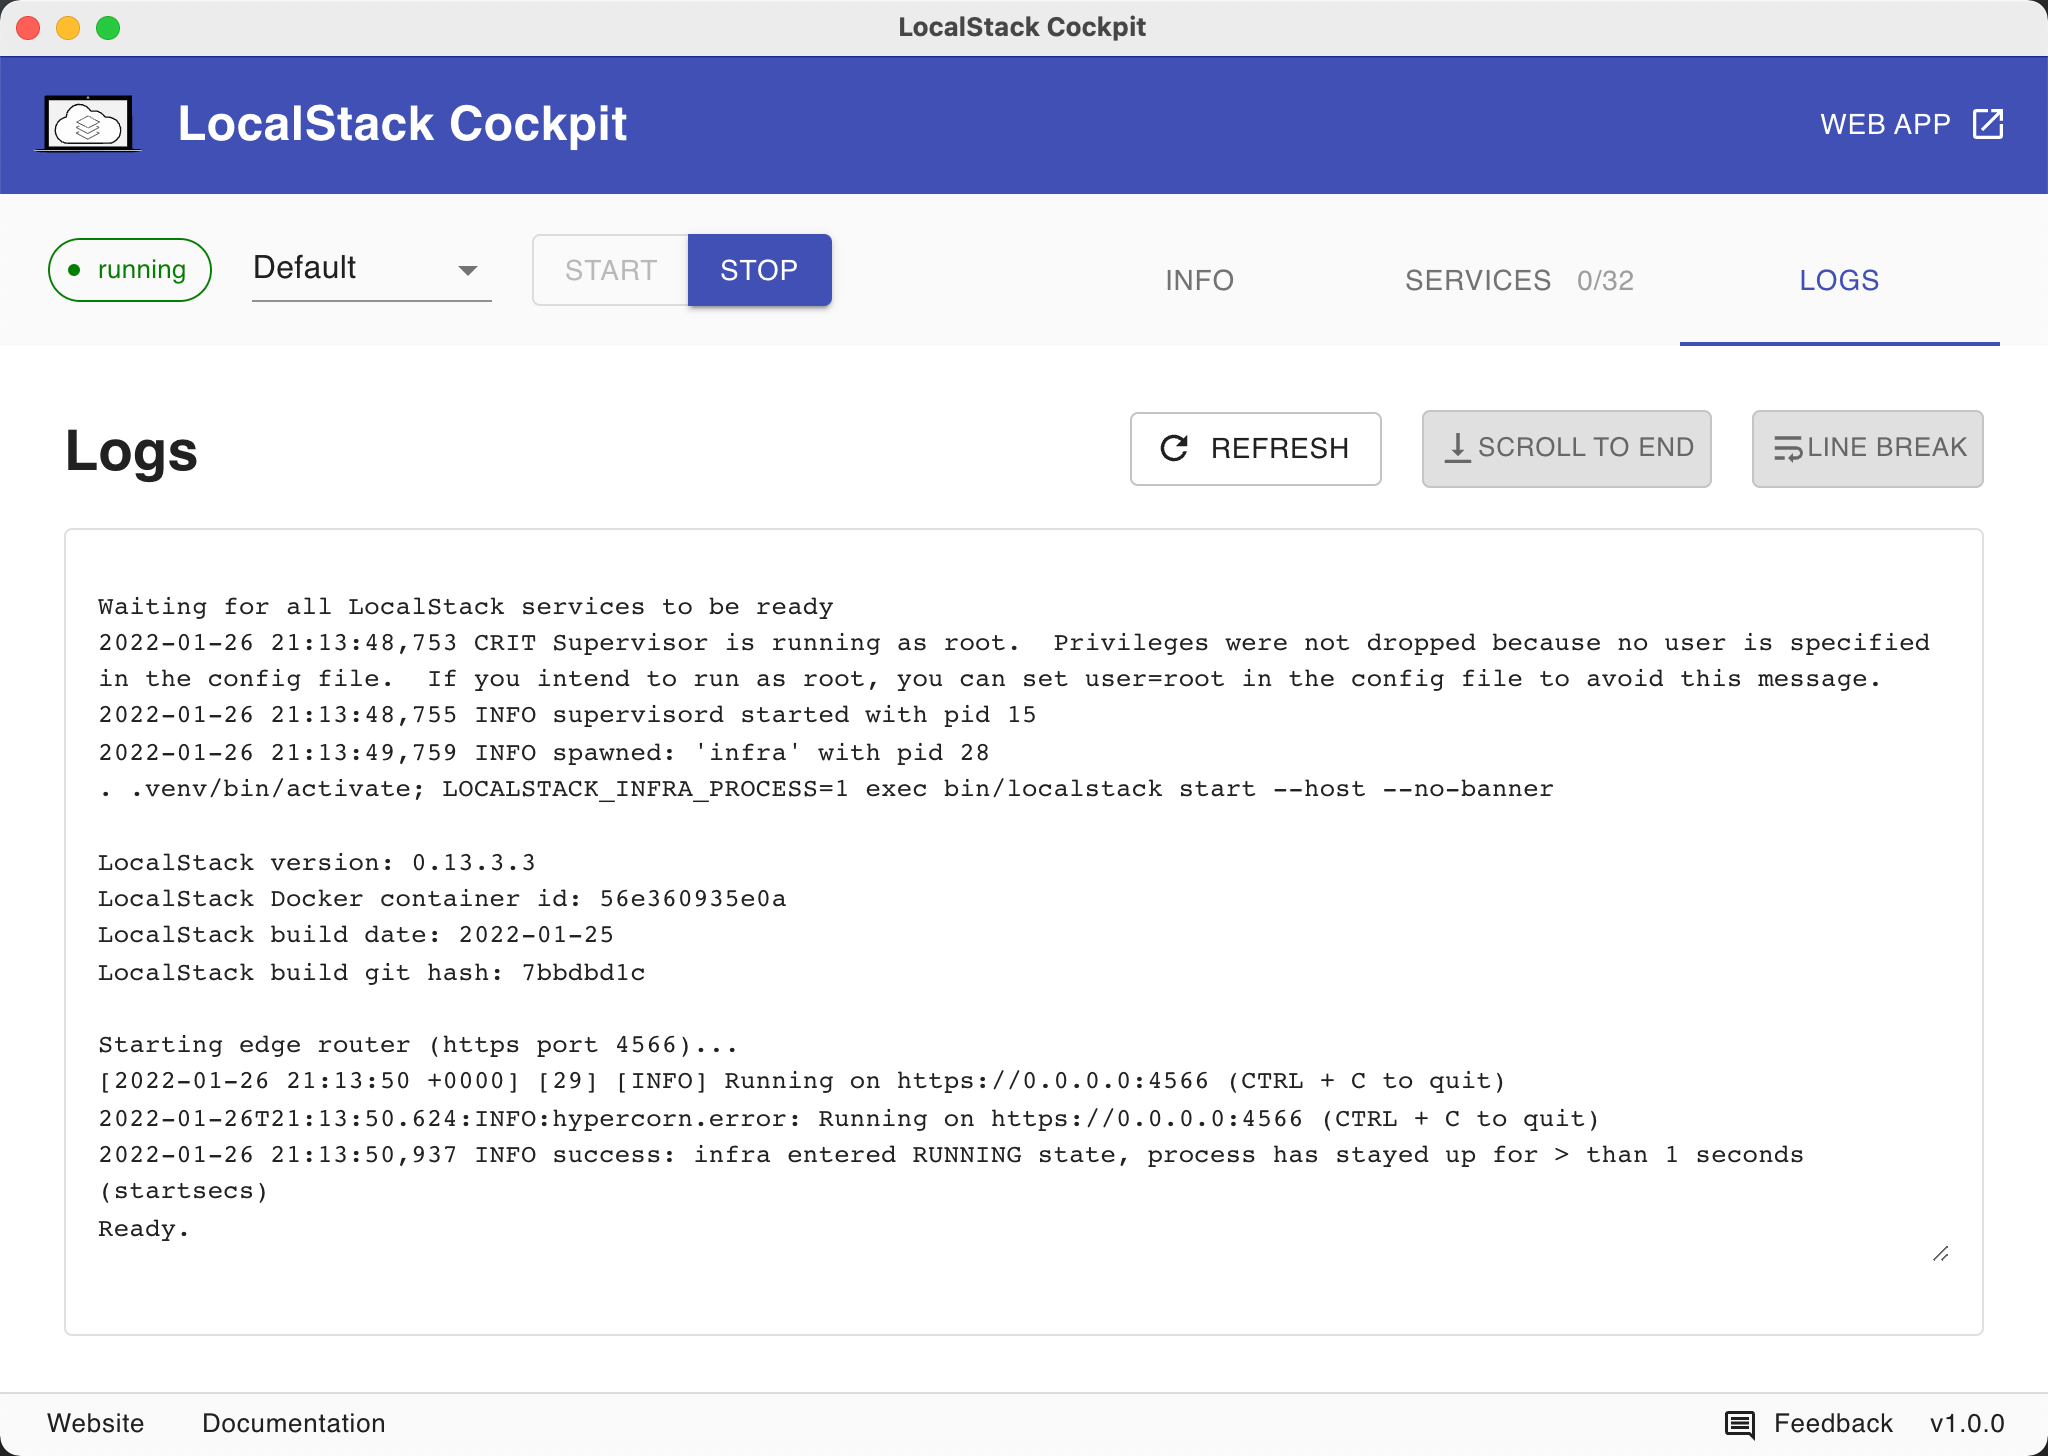 LocalStack Cockpit
LocalStack Cockpit
WEB APP
running
Default
START
STOP
INFO
SERVICES 0/32
LOGS
Logs
REFRESH
SCROLL TO END
LINE BREAK
Waiting for all LocalStack services to be ready
2022-01-26 21:13:48,753 CRIT Supervisor is running as root.  Privileges were not dropped because no user is specified
in the config file.  If you intend to run as root, you can set user=root in the config file to avoid this message.
2022-01-26 21:13:48,755 INFO supervisord started with pid 15
2022-01-26 21:13:49,759 INFO spawned: 'infra' with pid 28
. .venv/bin/activate; LOCALSTACK_INFRA_PROCESS=1 exec bin/localstack start --host --no-banner
LocalStack version: 0.13.3.3
LocalStack Docker container id: 56e360935e0a
LocalStack build date: 2022-01-25
LocalStack build git hash: 7bbdbd1c
Starting edge router (https port 4566)...
[2022-01-26 21:13:50 +0000] [29] [INFO] Running on https://0.0.0.0:4566 (CTRL + C to quit)
2022-01-26T21:13:50.624:INFO:hypercorn.error: Running on https://0.0.0.0:4566 (CTRL + C to quit)
2022-01-26 21:13:50,937 INFO success: infra entered RUNNING state, process has stayed up for > than 1 seconds
(startsecs)
Ready.
Website
Documentation
Feedback
v1.0.0